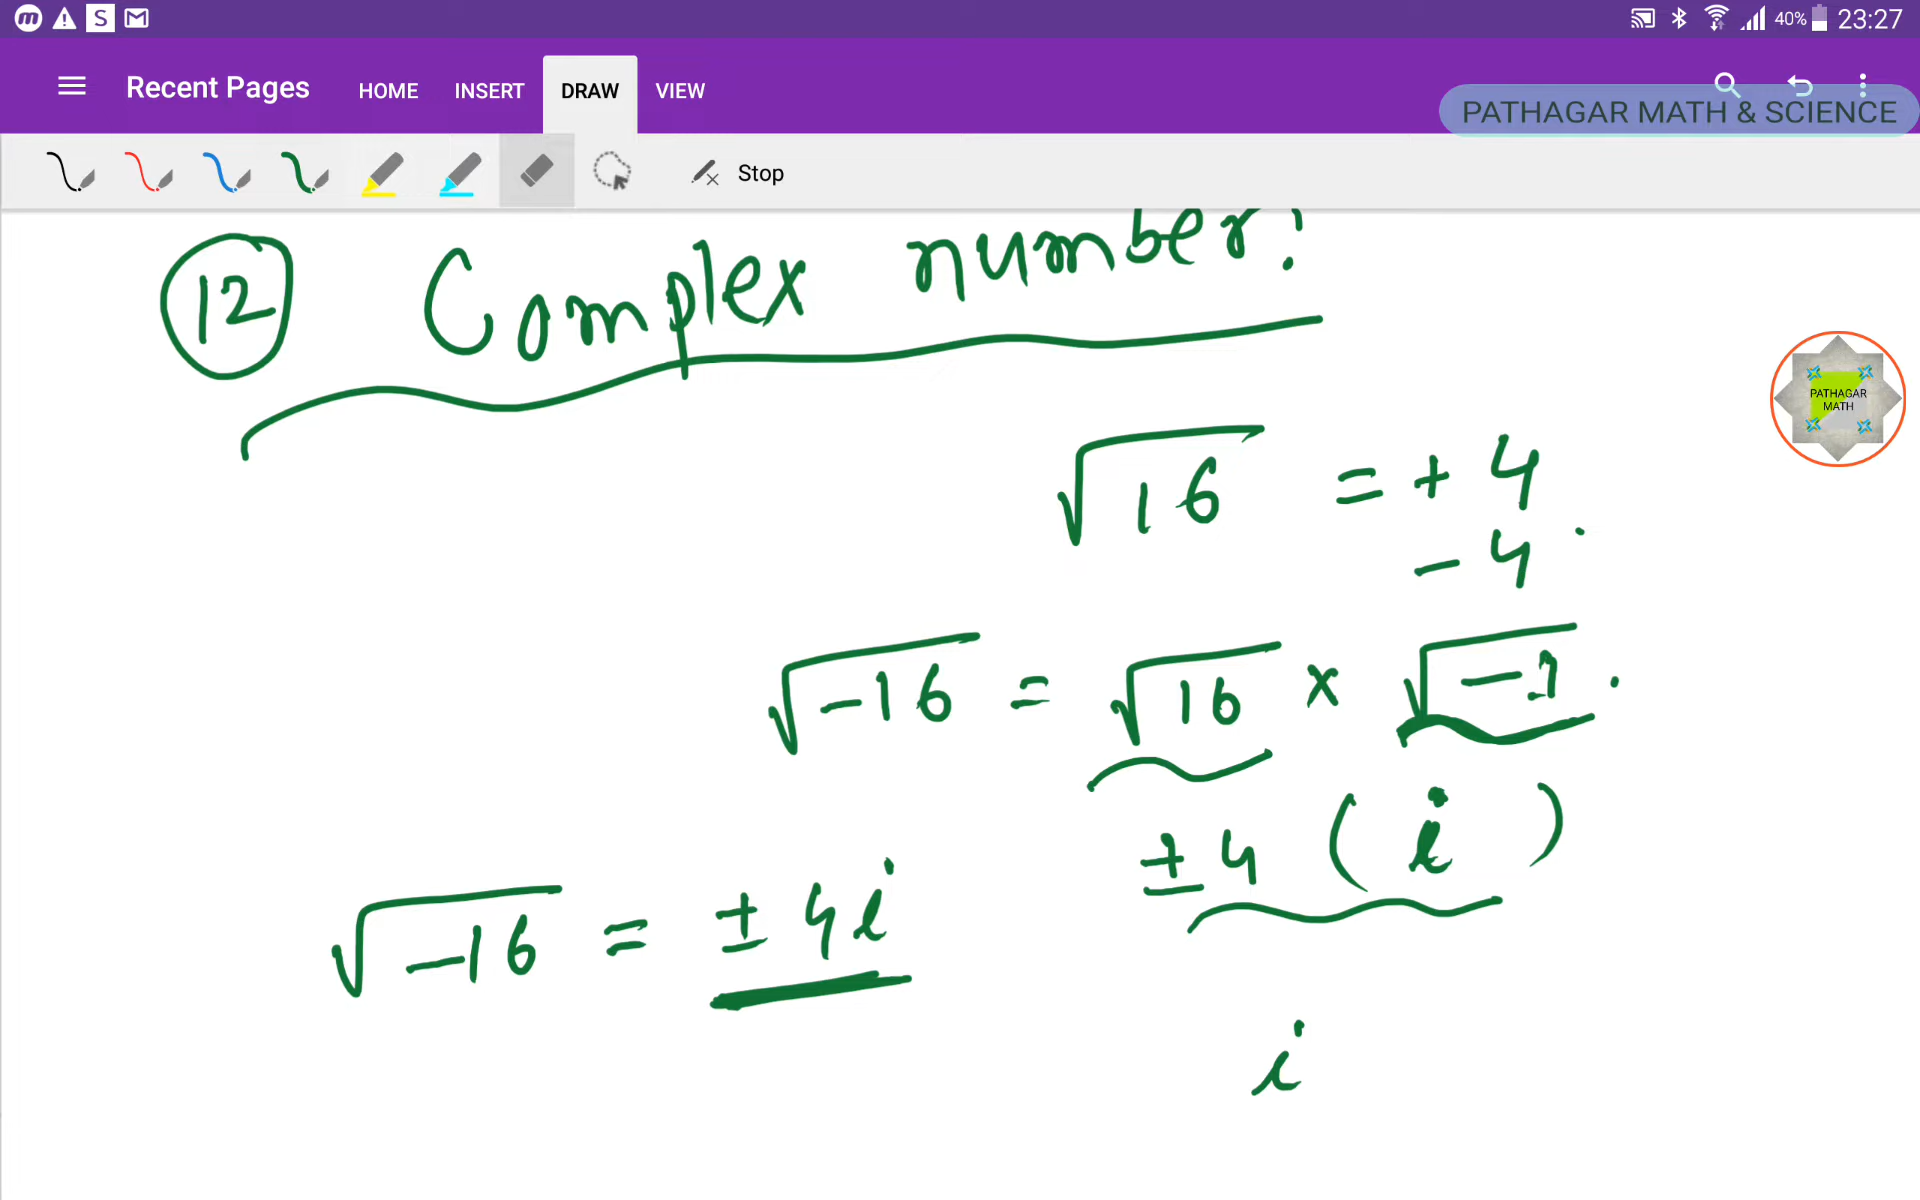 40% 23:27
Recent Pages HOME INSERT DRAW VIEW
PATHAGAR MATH & SCIENCE
Stop
12 Complex number:
PATHAGAR
MATH
√16 = + 4
- 4
√-16 = √16 × √-1
± 4 ( i )
√-16 = ± 4i
i